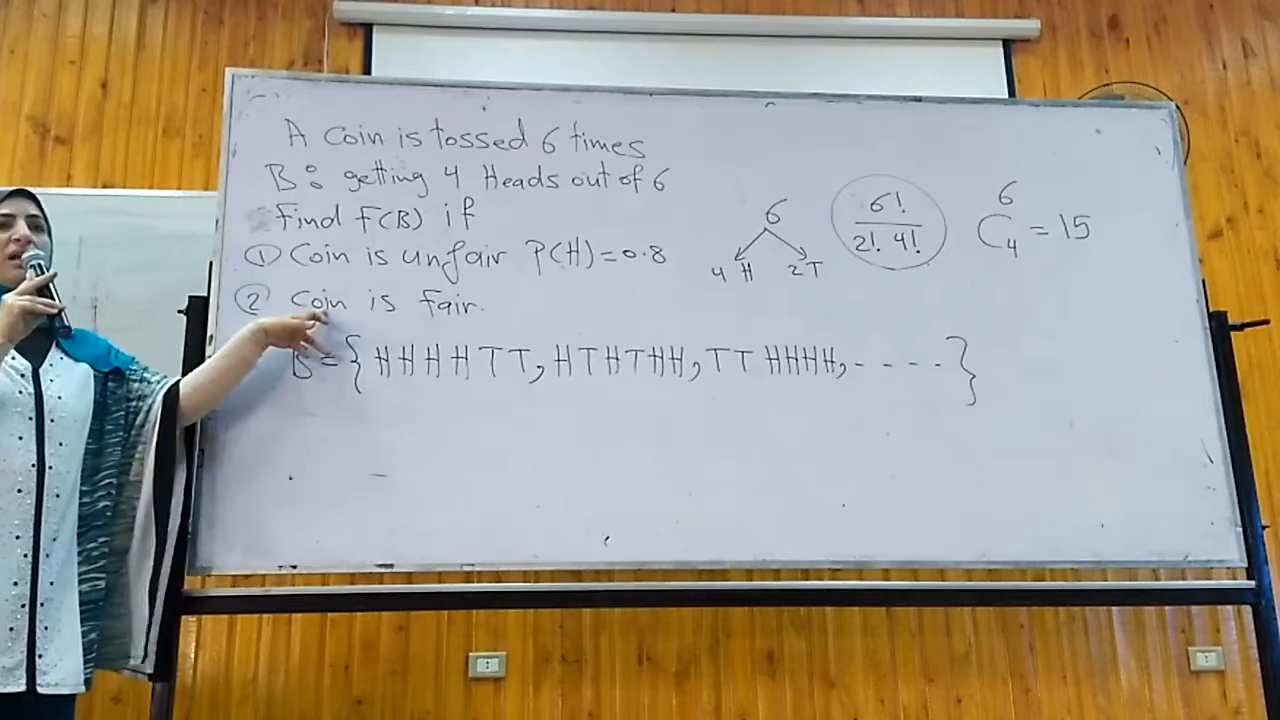 A Coin is tossed 6 times
B: getting 4 Heads out of 6
Find P(B) if
① Coin is unfair P(H)=0.8
② Coin is fair.
B = { HHHHTT, HTHTHH, TTHHHH, - - - - }
6
4 H 2 T
6!
2! 4!
6
C = 15
4